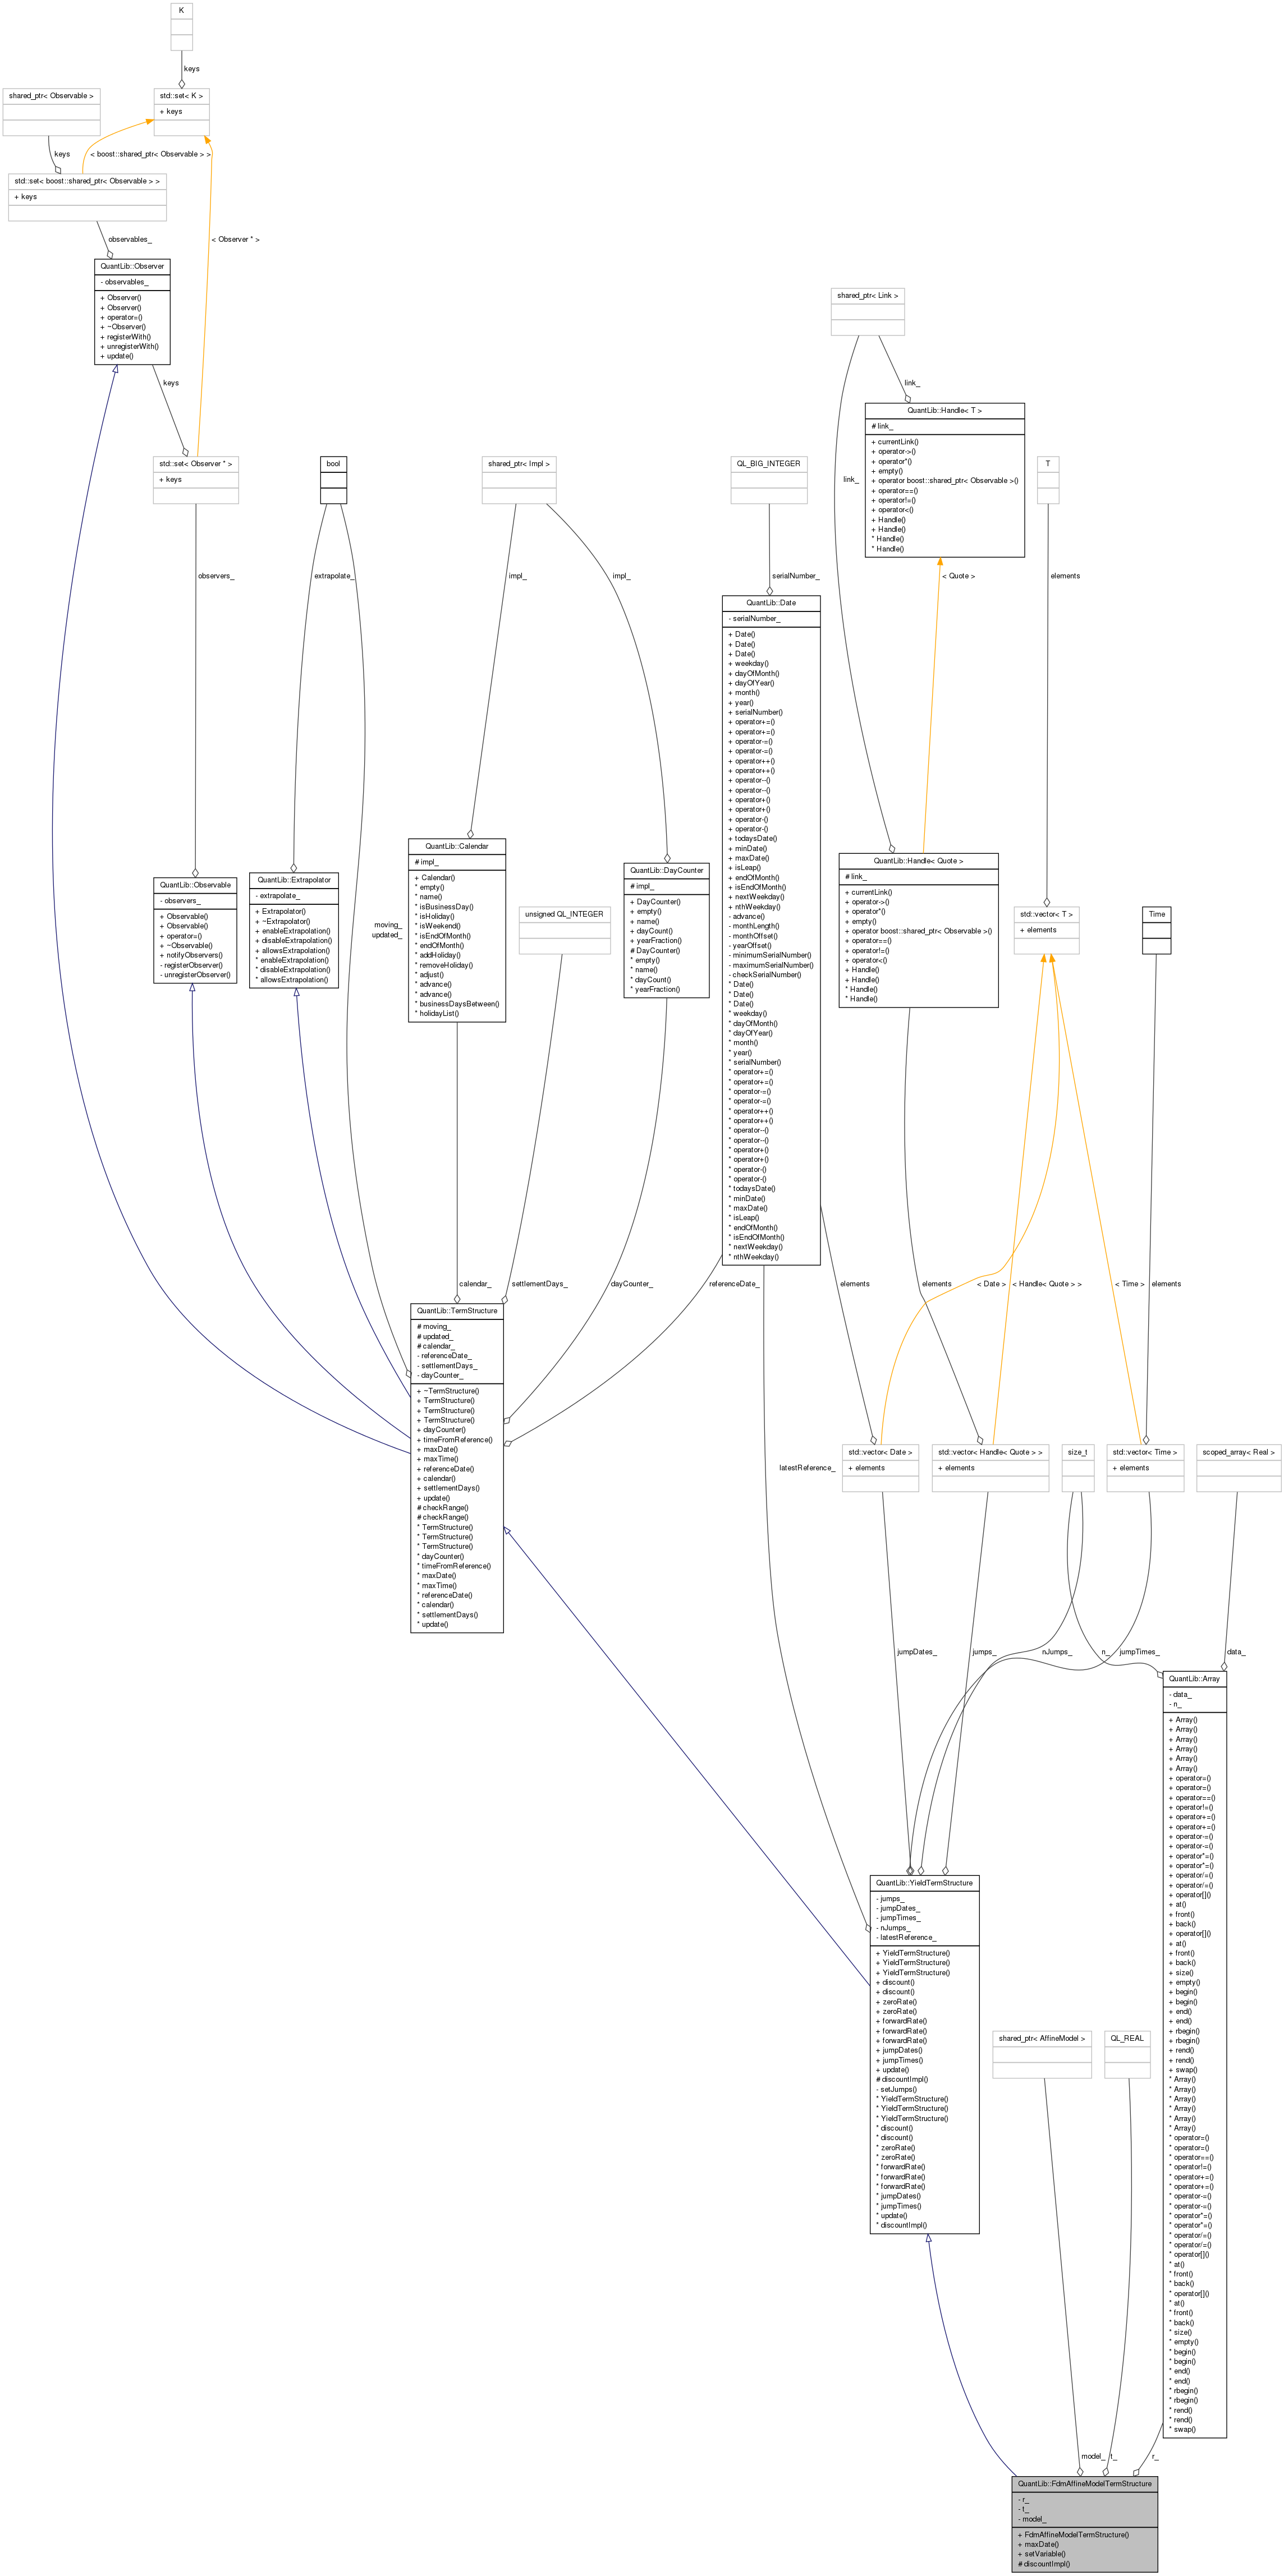 K
keys
shared_ptr< Observable >
std::set< K >
+ keys
keys
< boost::shared_ptr< Observable > >
std::set< boost::shared_ptr< Observable > >
+ keys
observables_
< Observer * >
QuantLib::Observer
- observables_
+ Observer()
+ Observer()
+ operator=()
+ ~Observer()
+ registerWith()
+ unregisterWith()
+ update()
keys
shared_ptr< Link >
link_
QuantLib::Handle< T >
# link_
+ currentLink()
+ operator->()
+ operator*()
+ empty()
+ operator boost::shared_ptr< Observable >()
+ operator==()
+ operator!=()
+ operator<()
+ Handle()
+ Handle()
* Handle()
* Handle()
link_
std::set< Observer * >
+ keys
bool
shared_ptr< Impl >
QL_BIG_INTEGER
T
observers_
extrapolate_
impl_
impl_
serialNumber_
< Quote >
elements
QuantLib::Date
- serialNumber_
+ Date()
+ Date()
+ Date()
+ weekday()
+ dayOfMonth()
+ dayOfYear()
+ month()
+ year()
+ serialNumber()
+ operator+=()
+ operator+=()
+ operator-=()
+ operator-=()
+ operator++()
+ operator++()
+ operator--()
+ operator--()
+ operator+()
+ operator+()
+ operator-()
+ operator-()
+ todaysDate()
+ minDate()
+ maxDate()
+ isLeap()
+ endOfMonth()
+ isEndOfMonth()
+ nextWeekday()
+ nthWeekday()
- advance()
- monthLength()
- monthOffset()
- yearOffset()
- minimumSerialNumber()
- maximumSerialNumber()
- checkSerialNumber()
* Date()
* Date()
* Date()
* weekday()
* dayOfMonth()
* dayOfYear()
* month()
* year()
* serialNumber()
* operator+=()
* operator+=()
* operator-=()
* operator-=()
* operator++()
* operator++()
* operator--()
* operator--()
* operator+()
* operator+()
* operator-()
* operator-()
* todaysDate()
* minDate()
* maxDate()
* isLeap()
* endOfMonth()
* isEndOfMonth()
* nextWeekday()
* nthWeekday()
QuantLib::Observable
- observers_
+ Observable()
+ Observable()
+ operator=()
+ ~Observable()
+ notifyObservers()
- registerObserver()
- unregisterObserver()
QuantLib::Extrapolator
- extrapolate_
+ Extrapolator()
+ ~Extrapolator()
+ enableExtrapolation()
+ disableExtrapolation()
+ allowsExtrapolation()
* enableExtrapolation()
* disableExtrapolation()
* allowsExtrapolation()
moving_
updated_
QuantLib::Calendar
# impl_
+ Calendar()
* empty()
* name()
* isBusinessDay()
* isHoliday()
* isWeekend()
* isEndOfMonth()
* endOfMonth()
* addHoliday()
* removeHoliday()
* adjust()
* advance()
* advance()
* businessDaysBetween()
* holidayList()
unsigned QL_INTEGER
QuantLib::DayCounter
# impl_
+ DayCounter()
+ empty()
+ name()
+ dayCount()
+ yearFraction()
# DayCounter()
* empty()
* name()
* dayCount()
* yearFraction()
QuantLib::Handle< Quote >
# link_
+ currentLink()
+ operator->()
+ operator*()
+ empty()
+ operator boost::shared_ptr< Observable >()
+ operator==()
+ operator!=()
+ operator<()
+ Handle()
+ Handle()
* Handle()
* Handle()
std::vector< T >
+ elements
Time
calendar_
settlementDays_
dayCounter_
referenceDate_
elements
elements
< Date >
< Handle< Quote > >
< Time >
elements
QuantLib::TermStructure
# moving_
# updated_
# calendar_
- referenceDate_
- settlementDays_
- dayCounter_
+ ~TermStructure()
+ TermStructure()
+ TermStructure()
+ TermStructure()
+ dayCounter()
+ timeFromReference()
+ maxDate()
+ maxTime()
+ referenceDate()
+ calendar()
+ settlementDays()
+ update()
# checkRange()
# checkRange()
* TermStructure()
* TermStructure()
* TermStructure()
* dayCounter()
* timeFromReference()
* maxDate()
* maxTime()
* referenceDate()
* calendar()
* settlementDays()
* update()
latestReference_
std::vector< Date >
+ elements
std::vector< Handle< Quote > >
+ elements
size_t
std::vector< Time >
+ elements
scoped_array< Real >
jumpDates_
jumps_
nJumps_
n_
jumpTimes_
data_
QuantLib::Array
- data_
- n_
+ Array()
+ Array()
+ Array()
+ Array()
+ Array()
+ Array()
+ operator=()
+ operator=()
+ operator==()
+ operator!=()
+ operator+=()
+ operator+=()
+ operator-=()
+ operator-=()
+ operator*=()
+ operator*=()
+ operator/=()
+ operator/=()
+ operator[]()
+ at()
+ front()
+ back()
+ operator[]()
+ at()
+ front()
+ back()
+ size()
+ empty()
+ begin()
+ begin()
+ end()
+ end()
+ rbegin()
+ rbegin()
+ rend()
+ rend()
+ swap()
* Array()
* Array()
* Array()
* Array()
* Array()
* Array()
* operator=()
* operator=()
* operator==()
* operator!=()
* operator+=()
* operator+=()
* operator-=()
* operator-=()
* operator*=()
* operator*=()
* operator/=()
* operator/=()
* operator[]()
* at()
* front()
* back()
* operator[]()
* at()
* front()
* back()
* size()
* empty()
* begin()
* begin()
* end()
* end()
* rbegin()
* rbegin()
* rend()
* rend()
* swap()
QuantLib::YieldTermStructure
- jumps_
- jumpDates_
- jumpTimes_
- nJumps_
- latestReference_
+ YieldTermStructure()
+ YieldTermStructure()
+ YieldTermStructure()
+ discount()
+ discount()
+ zeroRate()
+ zeroRate()
+ forwardRate()
+ forwardRate()
+ forwardRate()
+ jumpDates()
+ jumpTimes()
+ update()
# discountImpl()
- setJumps()
* YieldTermStructure()
* YieldTermStructure()
* YieldTermStructure()
* discount()
* discount()
* zeroRate()
* zeroRate()
* forwardRate()
* forwardRate()
* forwardRate()
* jumpDates()
* jumpTimes()
* update()
* discountImpl()
shared_ptr< AffineModel >
QL_REAL
model_
t_
r_
QuantLib::FdmAffineModelTermStructure
- r_
- t_
- model_
+ FdmAffineModelTermStructure()
+ maxDate()
+ setVariable()
# discountImpl()